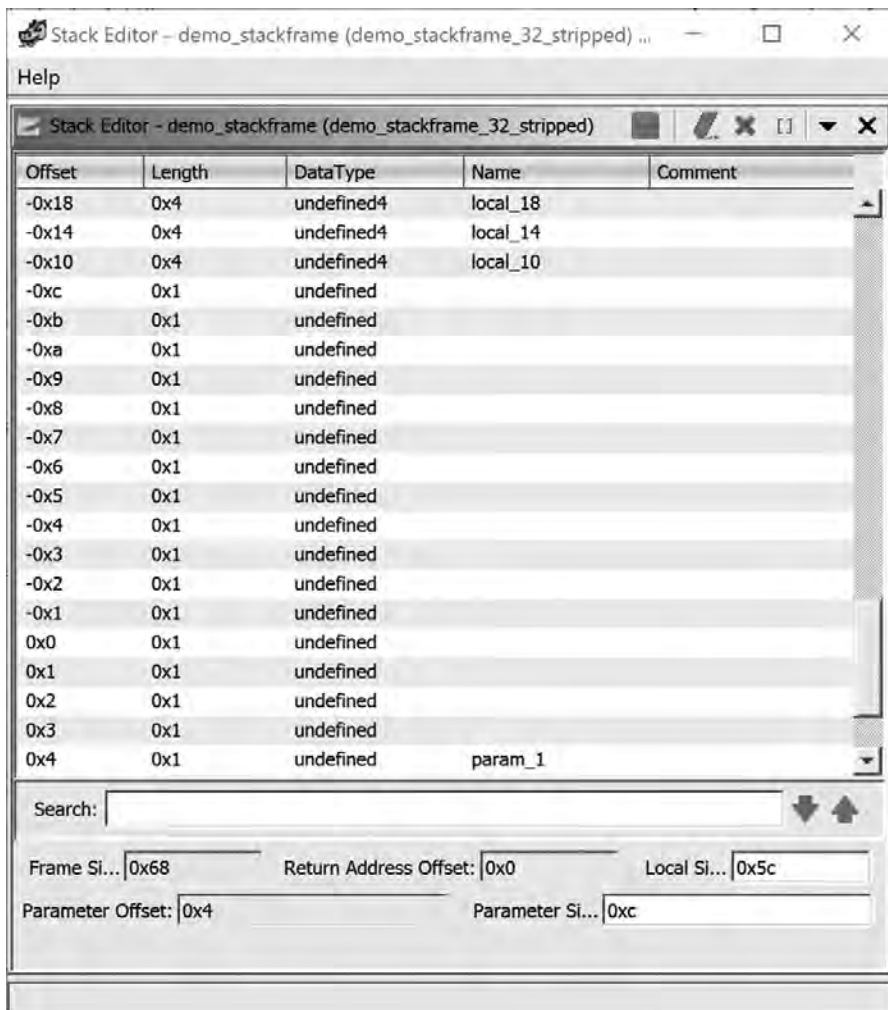 Stack Editor – demo_stackframe (demo_stackframe_32_stripped) ...
Help
Stack Editor - demo_stackframe (demo_stackframe_32_stripped)
Offset Length DataType Name Comment
-0x18 0x4 undefined4 local_18
-0x14 0x4 undefined4 local_14
-0x10 0x4 undefined4 local_10
-0xc 0x1 undefined
-0xb 0x1 undefined
-0xa 0x1 undefined
-0x9 0x1 undefined
-0x8 0x1 undefined
-0x7 0x1 undefined
-0x6 0x1 undefined
-0x5 0x1 undefined
-0x4 0x1 undefined
-0x3 0x1 undefined
-0x2 0x1 undefined
-0x1 0x1 undefined
0x0 0x1 undefined
0x1 0x1 undefined
0x2 0x1 undefined
0x3 0x1 undefined
0x4 0x1 undefined param_1
Search:
Frame Si... 0x68 Return Address Offset: 0x0 Local Si... 0x5c
Parameter Offset: 0x4 Parameter Si... 0xc